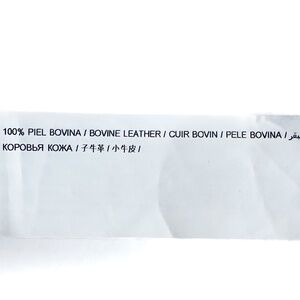 100% PIEL BOVINA / BOVINE LEATHER / CUIR BOVIN / PELE BOVINA /
КОРОВЬЯ КОЖА / 子牛革 / 小牛皮 /